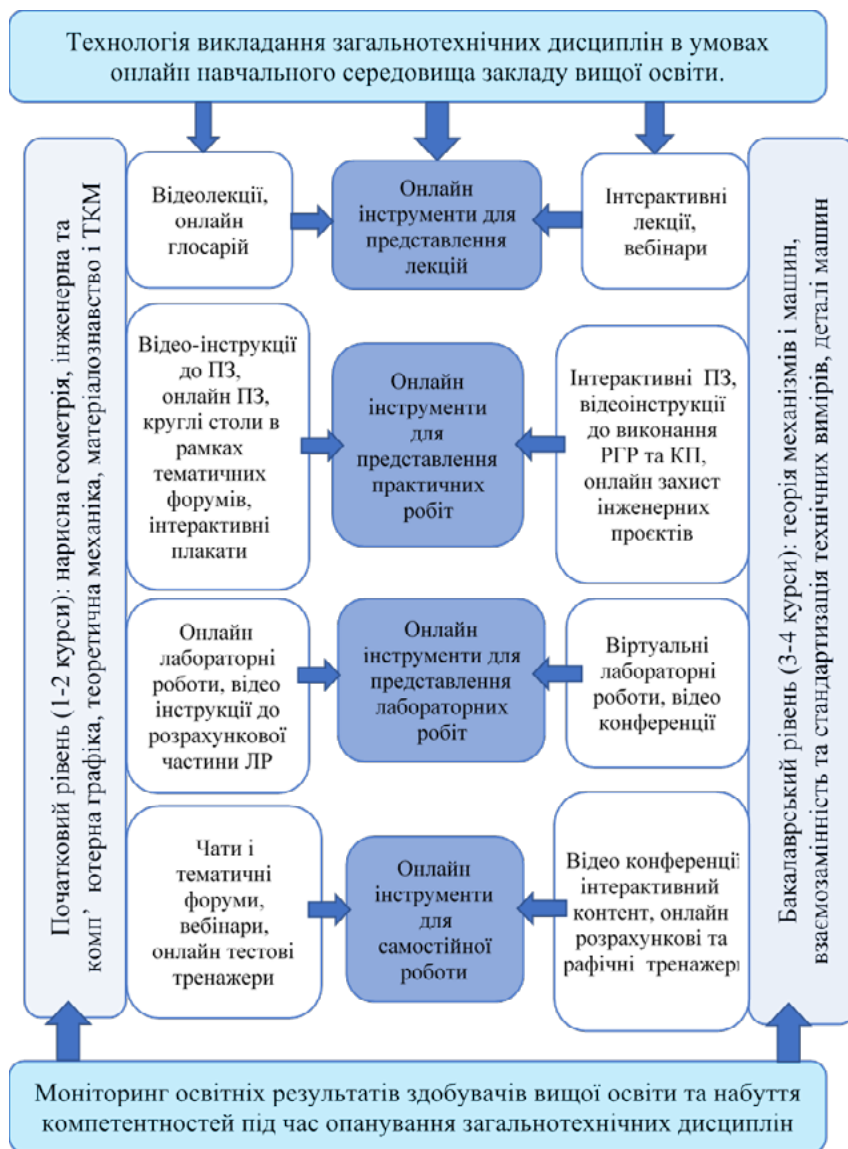 Технологія викладання загальнотехнічних дисциплін в умовах
онлайн навчального середовища закладу вищої освіти.
Початковий рівень (1-2 курси): нарисна геометрія, інженерна та
комп’ ютерна графіка, теоретична механіка, матеріалознавство і ТКМ
Відеолекції,
онлайн
глосарій
Онлайн
інструменти для
представлення
лекцій
Інтерактивні
лекції,
вебінари
Відео-інструкції
до ПЗ,
онлайн ПЗ,
круглі столи в
рамках
тематичних
форумів,
інтерактивні
плакати
Онлайн
інструменти
для
представлення
практичних
робіт
Інтерактивні ПЗ,
відеоінструкції
до виконання
РГР та КП,
онлайн захист
інженерних
проєктів
Онлайн
лабораторні
роботи, відео
інструкції до
розрахункової
частини ЛР
Онлайн
інструменти для
представлення
лабораторних
робіт
Віртуальні
лабораторні
роботи, відео
конференції
Чати і
тематичні
форуми,
вебінари,
онлайн тестові
тренажери
Онлайн
інструменти
для
самостійної
роботи
Відео конференції
інтерактивний
контент, онлайн
розрахункові та
рафічні тренажер
Бакалаврський рівень (3-4 курси): теорія механізмів і машин,
взаємозамінність та стандартизація технічних вимірів, деталі машин
Моніторинг освітніх результатів здобувачів вищої освіти та набуття
компетентностей під час опанування загальнотехнічних дисциплін